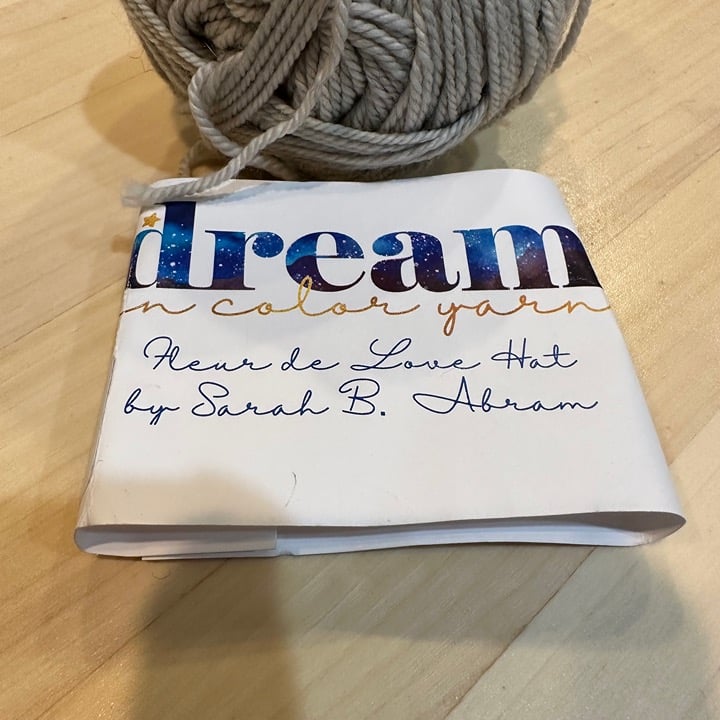 dream
n color yarn
Fleur de Love Hat
by Sarah B. Abram